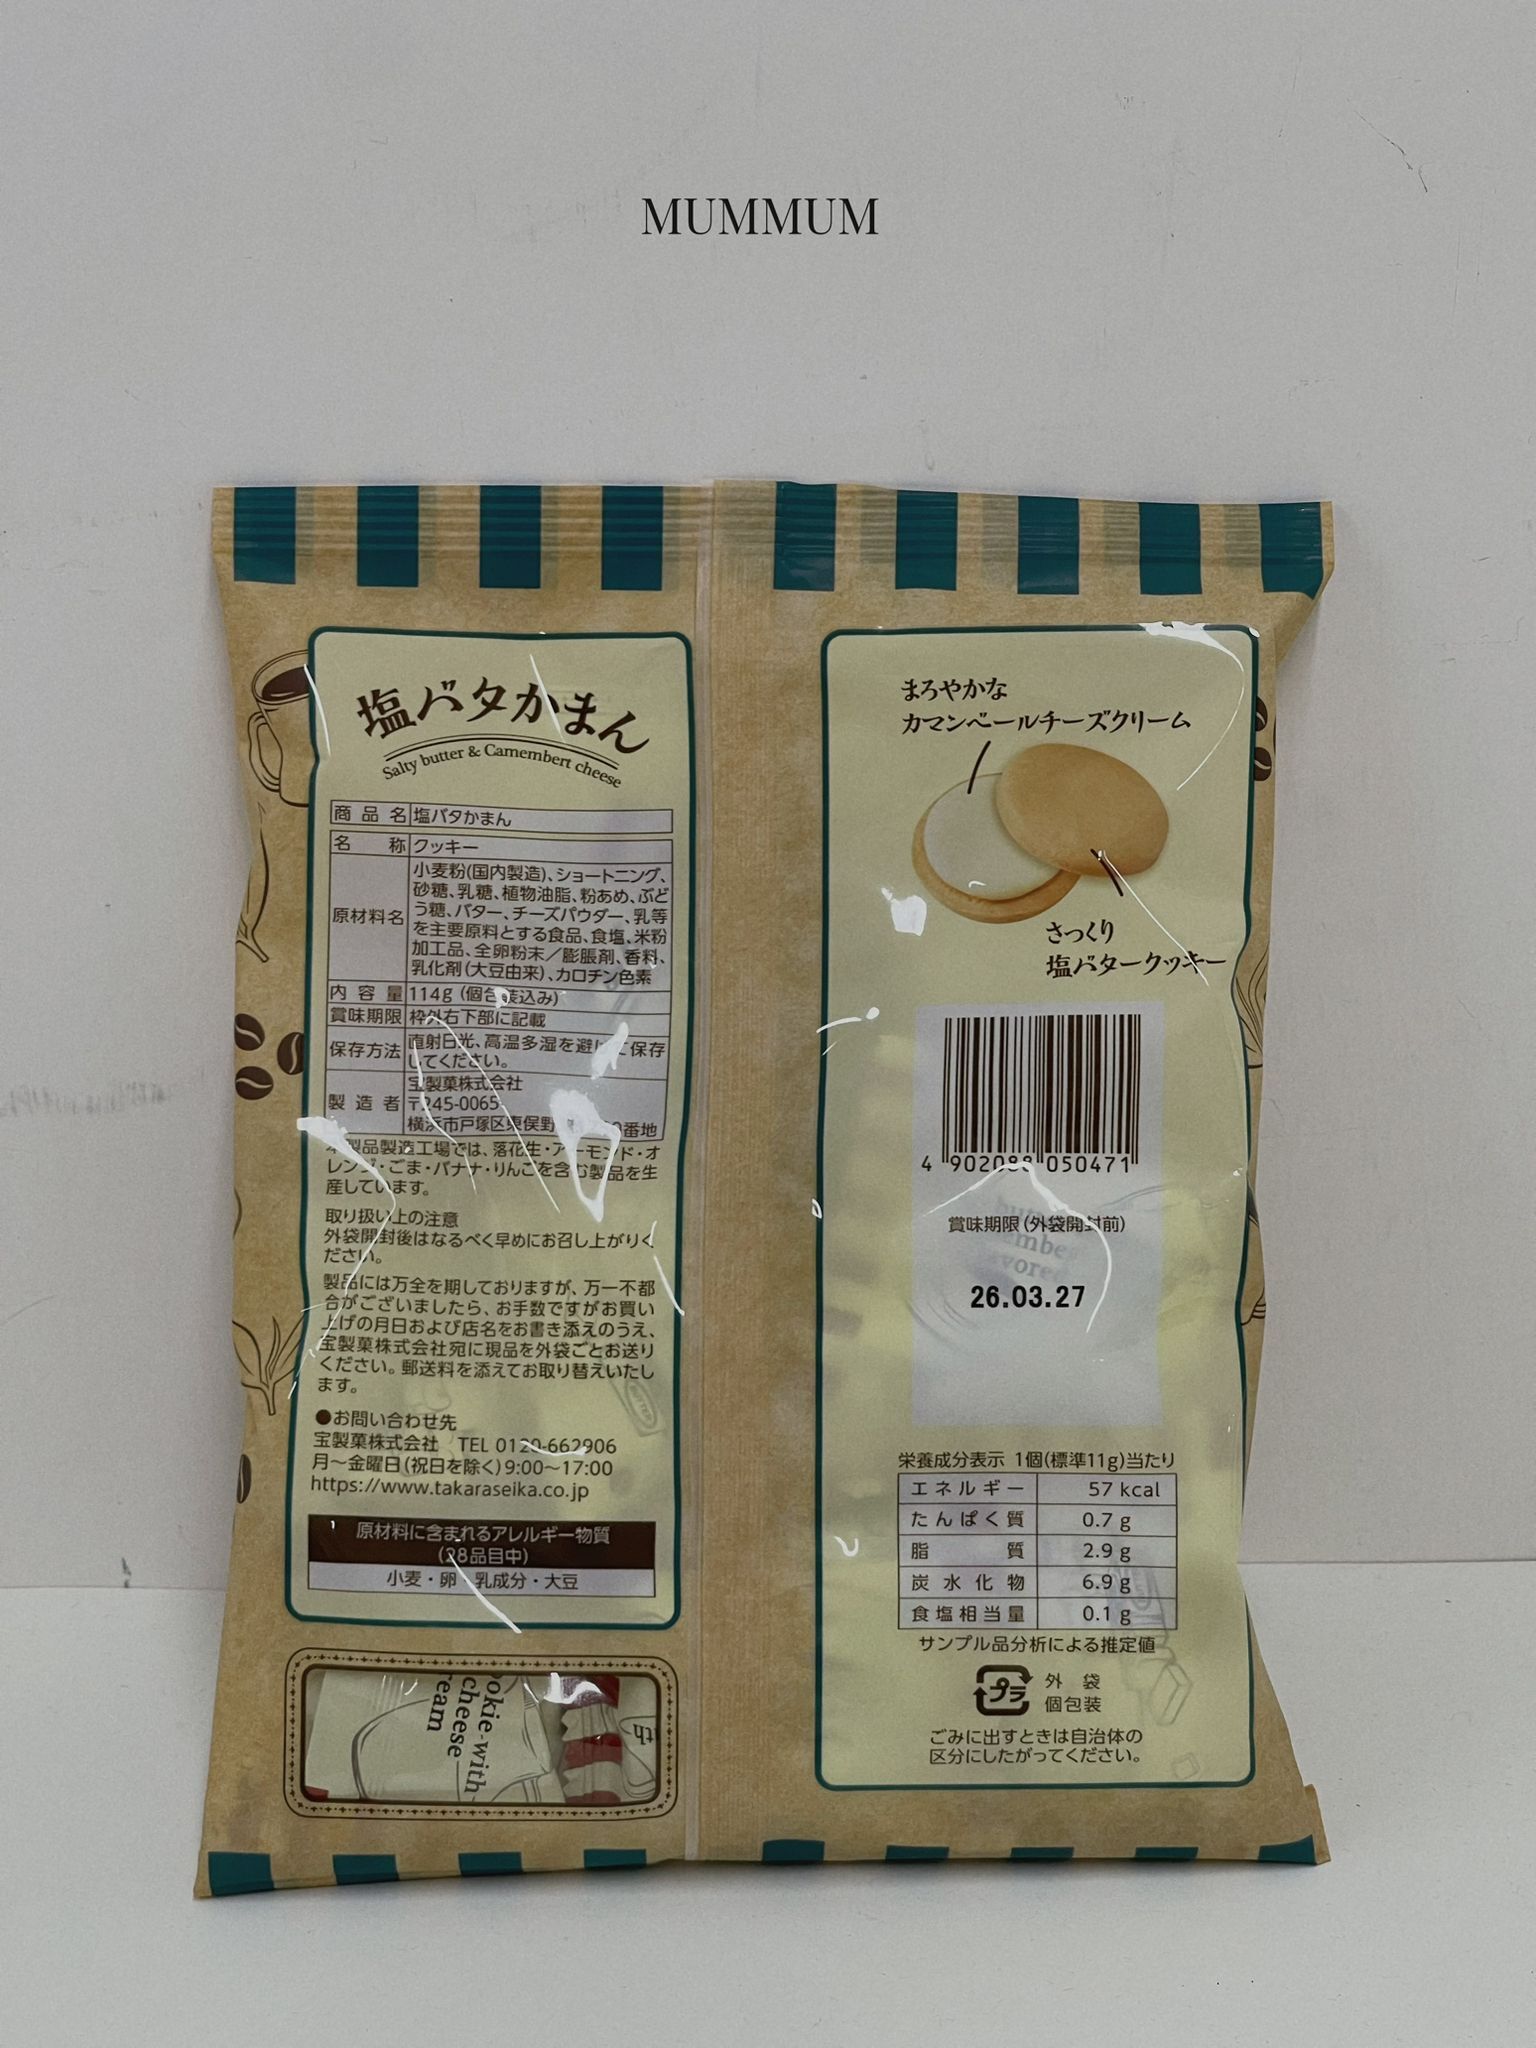 MUMMUM
塩バタかまん
Salty butter & Camembert cheese
商品名 塩バタかまん
名称 クッキー
原材料名 小麦粉(国内製造)、ショートニング、
砂糖、乳糖、植物油脂、粉あめ、ぶど
う糖、バター、チーズパウダー、乳等
を主要原料とする食品、食塩、米粉
加工品、全卵粉末／膨脹剤、香料、
乳化剤(大豆由来)、カロチン色素
内容量 114g (個包装込み)
賞味期限 枠外右下部に記載
保存方法 直射日光、高温多湿を避けて保存
してください。
製造者 宝製菓株式会社
〒245-0065
横浜市戸塚区東俣野 番地
本製品製造工場では、落花生・アーモンド・オ
レンジ・ごま・バナナ・りんごを含む製品を生
産しています。
取り扱い上の注意
外袋開封後はなるべく早めにお召し上がりく
ださい。
製品には万全を期しておりますが、万一不都
合がございましたら、お手数ですがお買い
上げの月日および店名をお書き添えのうえ、
宝製菓株式会社宛に現品を外袋ごとお送り
ください。郵送料を添えてお取り替えいたし
ます。
●お問い合わせ先
宝製菓株式会社 TEL 0120-662906
月～金曜日(祝日を除く)9:00～17:00
https://www.takaraseika.co.jp
原材料に含まれるアレルギー物質
(28品目中)
小麦・卵・乳成分・大豆
ookie-with
cheese
ream
th
まろやかな
カマンベールチーズクリーム
さっくり
塩バタークッキー
4 902088 050471
賞味期限(外袋開封前)
26.03.27
栄養成分表示 1個(標準11g)当たり
エネルギー 57 kcal
たんぱく質 0.7 g
脂質 2.9 g
炭水化物 6.9 g
食塩相当量 0.1 g
サンプル品分析による推定値
プラ 外袋
個包装
ごみに出すときは自治体の
区分にしたがってください。